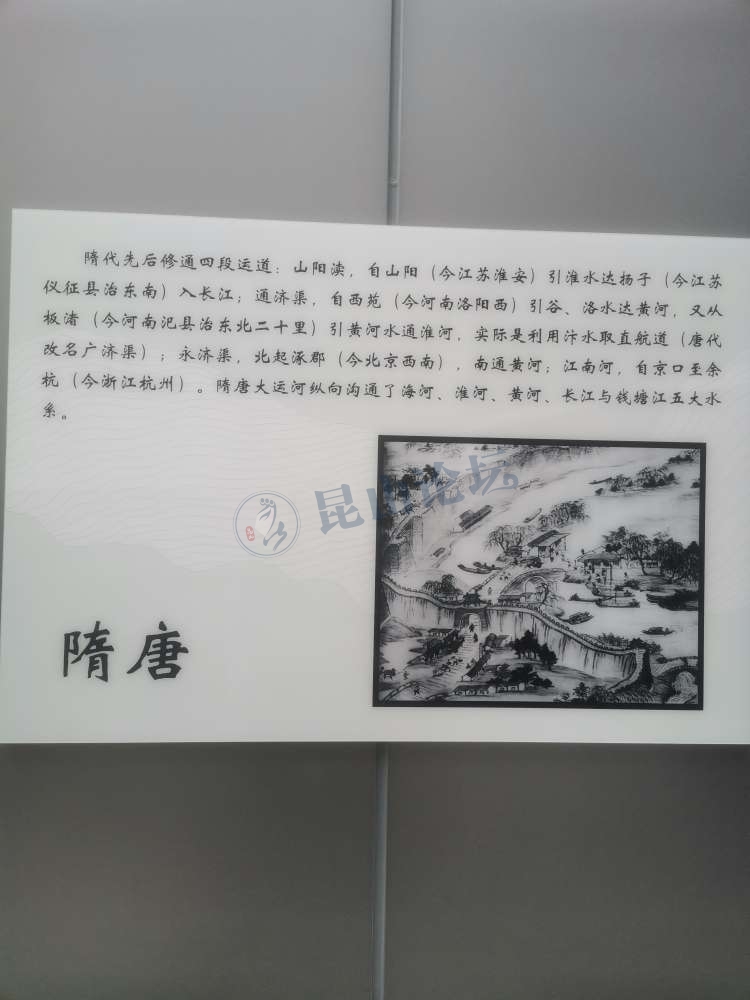 隋代先后修通四段运道：山阳渎，自山阳（今江苏淮安）引淮水达扬子（今江苏
仪征县治东南）入长江；通济渠，自西苑（今河南洛阳西）引谷、洛水达黄河，又从
板渚（今河南汜县治东北二十里）引黄河水通淮河，实际是利用汴水取直航道（唐代
改名广济渠）；永济渠，北起涿郡（今北京西南），南通黄河；江南河，自京口至余
杭（今浙江杭州）。隋唐大运河纵向沟通了海河、淮河、黄河、长江与钱塘江五大水
系。
昆山论坛
隋唐